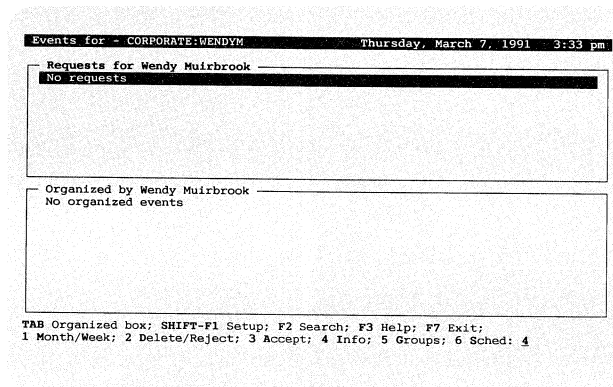 Events for - CORPORATE:WENDYM Thursday, March 7, 1991 3:33 pm
Requests for Wendy Muirbrook
No requests
Organized by Wendy Muirbrook
No organized events
TAB Organized box; SHIFT-F1 Setup; F2 Search; F3 Help; F7 Exit;
1 Month/Week; 2 Delete/Reject; 3 Accept; 4 Info; 5 Groups; 6 Sched: 4